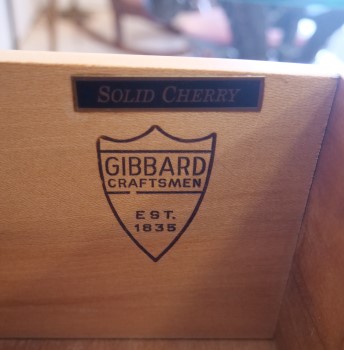 SOLID CHERRY
GIBBARD
CRAFTSMEN
EST.
1835